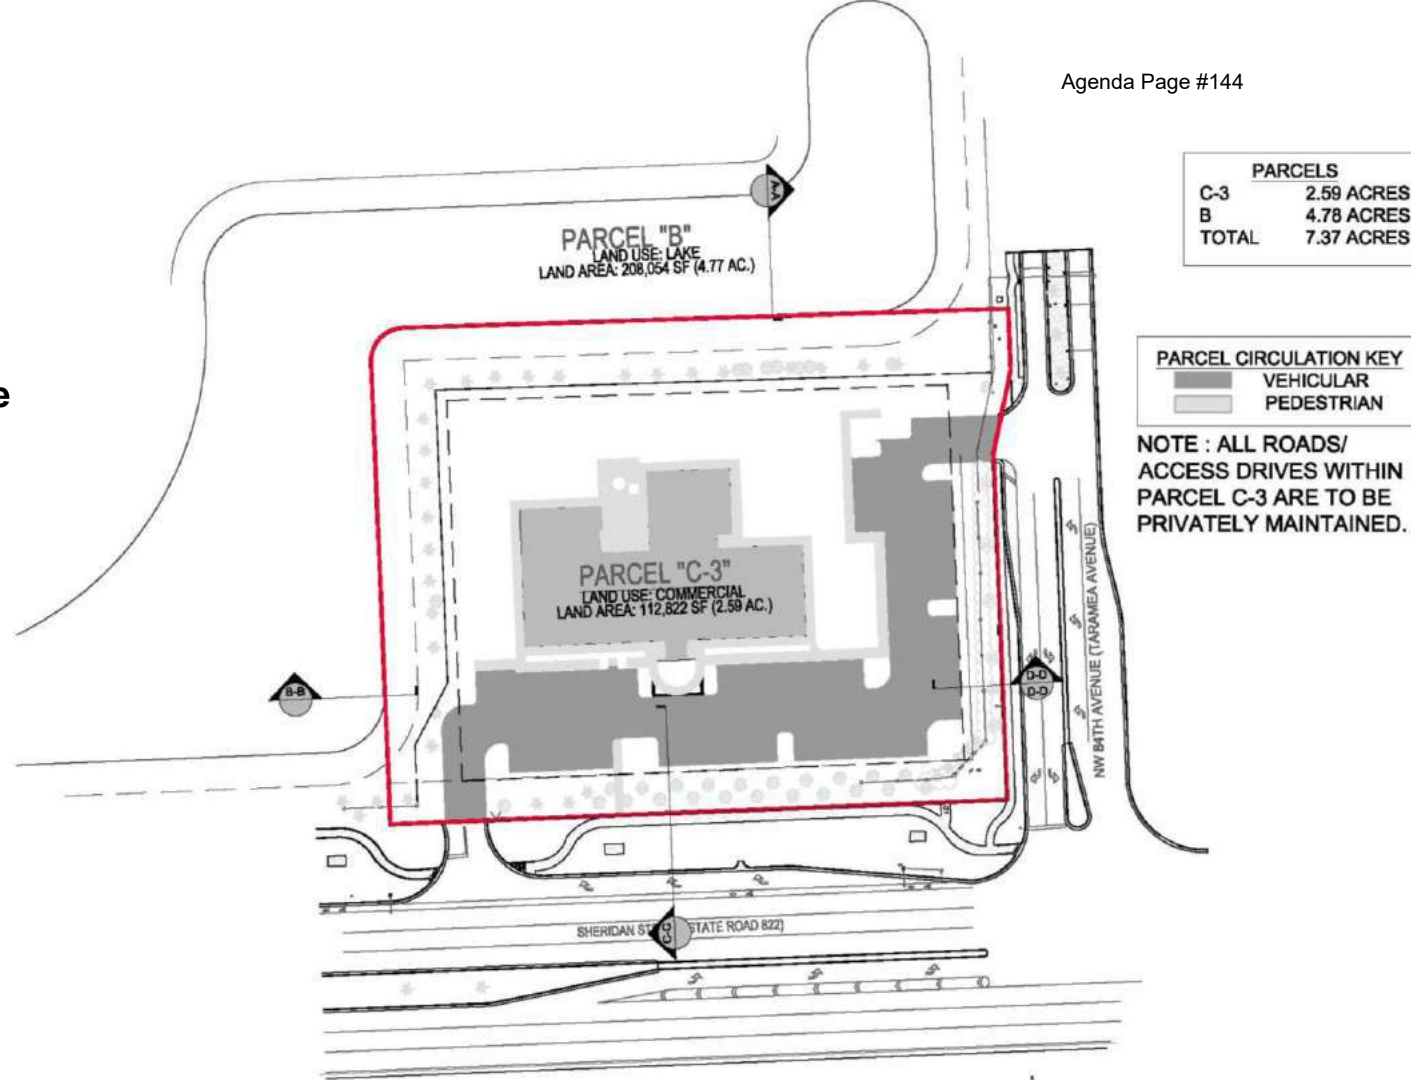 Agenda Page #144
PARCELS
C-3 2.59 ACRES
B 4.78 ACRES
TOTAL 7.37 ACRES
A-A
PARCEL "B"
LAND USE: LAKE
LAND AREA: 208,054 SF (4.77 AC.)
PARCEL CIRCULATION KEY
VEHICULAR
PEDESTRIAN
e
NOTE : ALL ROADS/
ACCESS DRIVES WITHIN
PARCEL C-3 ARE TO BE
PRIVATELY MAINTAINED.
PARCEL "C-3"
LAND USE: COMMERCIAL
LAND AREA: 112,822 SF (2.59 AC.)
NW 84TH AVENUE (TARAMEA AVENUE)
B-B
D-D
D-D
SHERIDAN ST STATE ROAD 822)
C-C